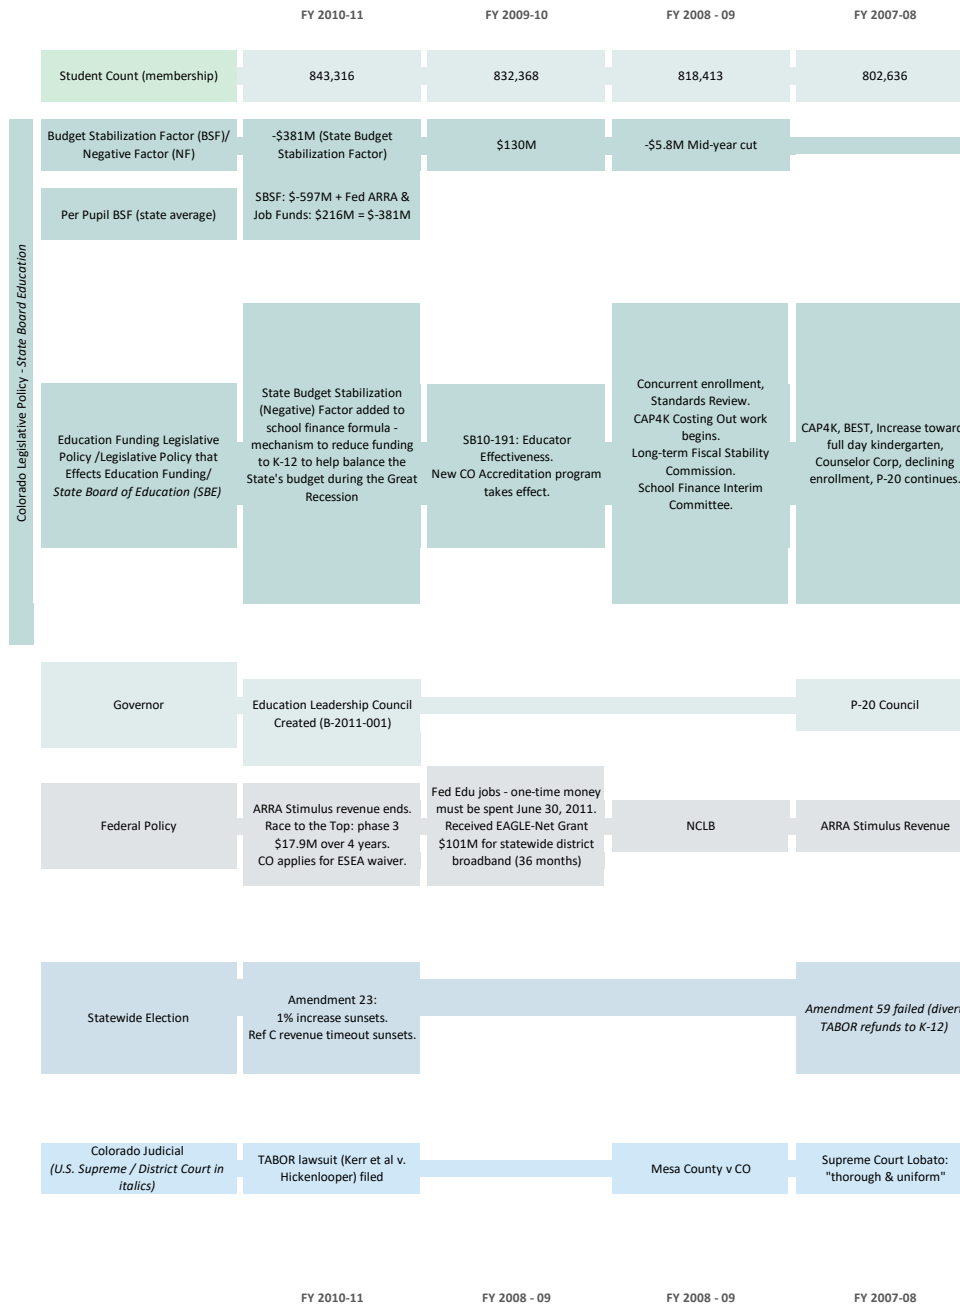 FY 2010-11
FY 2009-10
FY 2008 - 09
FY 2007-08
Student Count (membership)
843,316
832,368
818,413
802,636
Colorado Legislative Policy - State Board Education
Budget Stabilization Factor (BSF)/
Negative Factor (NF)
-$381M (State Budget
Stabilization Factor)
$130M
-$5.8M Mid-year cut
Per Pupil BSF (state average)
SBSF: $-597M + Fed ARRA &
Job Funds: $216M = $-381M
Education Funding Legislative
Policy /Legislative Policy that
Effects Education Funding/
State Board of Education (SBE)
State Budget Stabilization
(Negative) Factor added to
school finance formula -
mechanism to reduce funding
to K-12 to help balance the
State's budget during the Great
Recession
SB10-191: Educator
Effectiveness.
New CO Accreditation program
takes effect.
Concurrent enrollment,
Standards Review.
CAP4K Costing Out work
begins.
Long-term Fiscal Stability
Commission.
School Finance Interim
Committee.
CAP4K, BEST, Increase toward
full day kindergarten,
Counselor Corp, declining
enrollment, P-20 continues.
Governor
Education Leadership Council
Created (B-2011-001)
P-20 Council
Federal Policy
ARRA Stimulus revenue ends.
Race to the Top: phase 3
$17.9M over 4 years.
CO applies for ESEA waiver.
Fed Edu jobs - one-time money
must be spent June 30, 2011.
Received EAGLE-Net Grant
$101M for statewide district
broadband (36 months)
NCLB
ARRA Stimulus Revenue
Statewide Election
Amendment 23:
1% increase sunsets.
Ref C revenue timeout sunsets.
Amendment 59 failed (divert
TABOR refunds to K-12)
Colorado Judicial
(U.S. Supreme / District Court in
italics)
TABOR lawsuit (Kerr et al v.
Hickenlooper) filed
Mesa County v CO
Supreme Court Lobato:
"thorough & uniform"
FY 2010-11
FY 2008 - 09
FY 2008 - 09
FY 2007-08